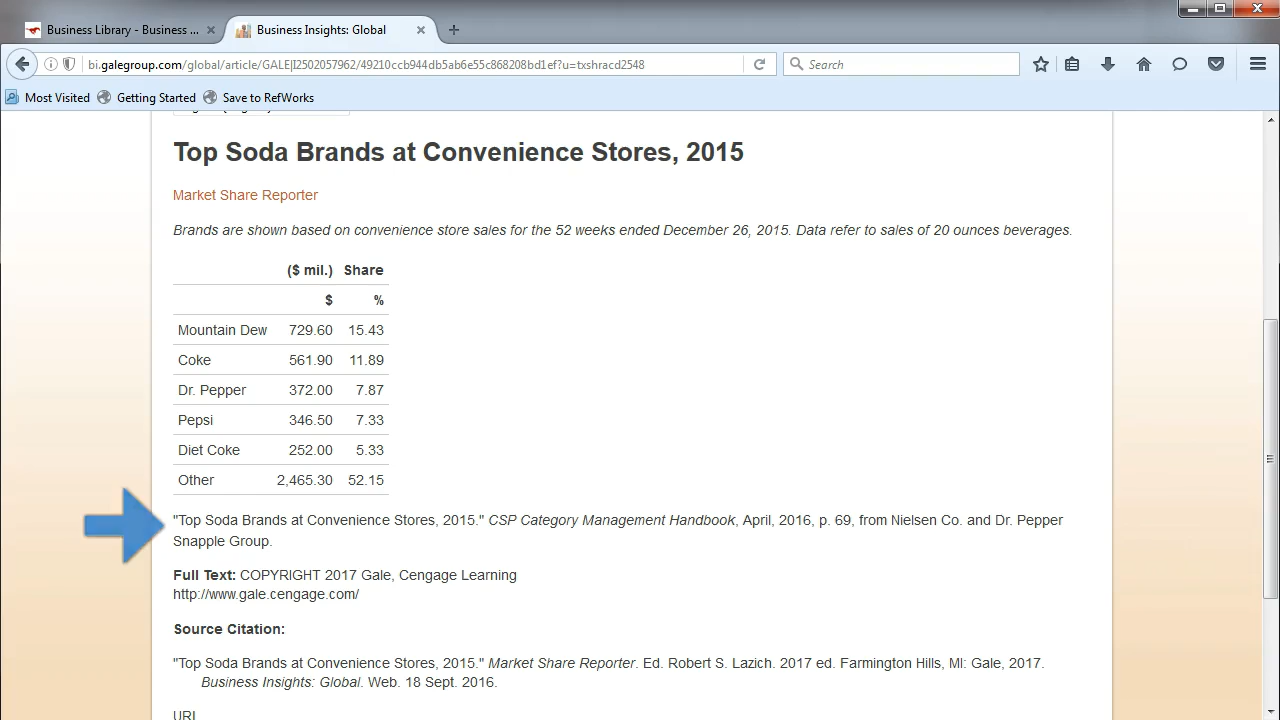 Business Library - Business ...
Business Insights: Global
bi.galegroup.com/global/article/GALE|I2502057962/49210ccb944db5ab6e55c868208bd1ef?u=txshracd2548
Search
Most Visited Getting Started Save to RefWorks
Top Soda Brands at Convenience Stores, 2015
Market Share Reporter
Brands are shown based on convenience store sales for the 52 weeks ended December 26, 2015. Data refer to sales of 20 ounces beverages.
($ mil.) Share
$ %
Mountain Dew 729.60 15.43
Coke 561.90 11.89
Dr. Pepper 372.00 7.87
Pepsi 346.50 7.33
Diet Coke 252.00 5.33
Other 2,465.30 52.15
"Top Soda Brands at Convenience Stores, 2015." CSP Category Management Handbook, April, 2016, p. 69, from Nielsen Co. and Dr. Pepper
Snapple Group.
Full Text: COPYRIGHT 2017 Gale, Cengage Learning
http://www.gale.cengage.com/
Source Citation:
"Top Soda Brands at Convenience Stores, 2015." Market Share Reporter. Ed. Robert S. Lazich. 2017 ed. Farmington Hills, MI: Gale, 2017.
Business Insights: Global. Web. 18 Sept. 2016.
URL